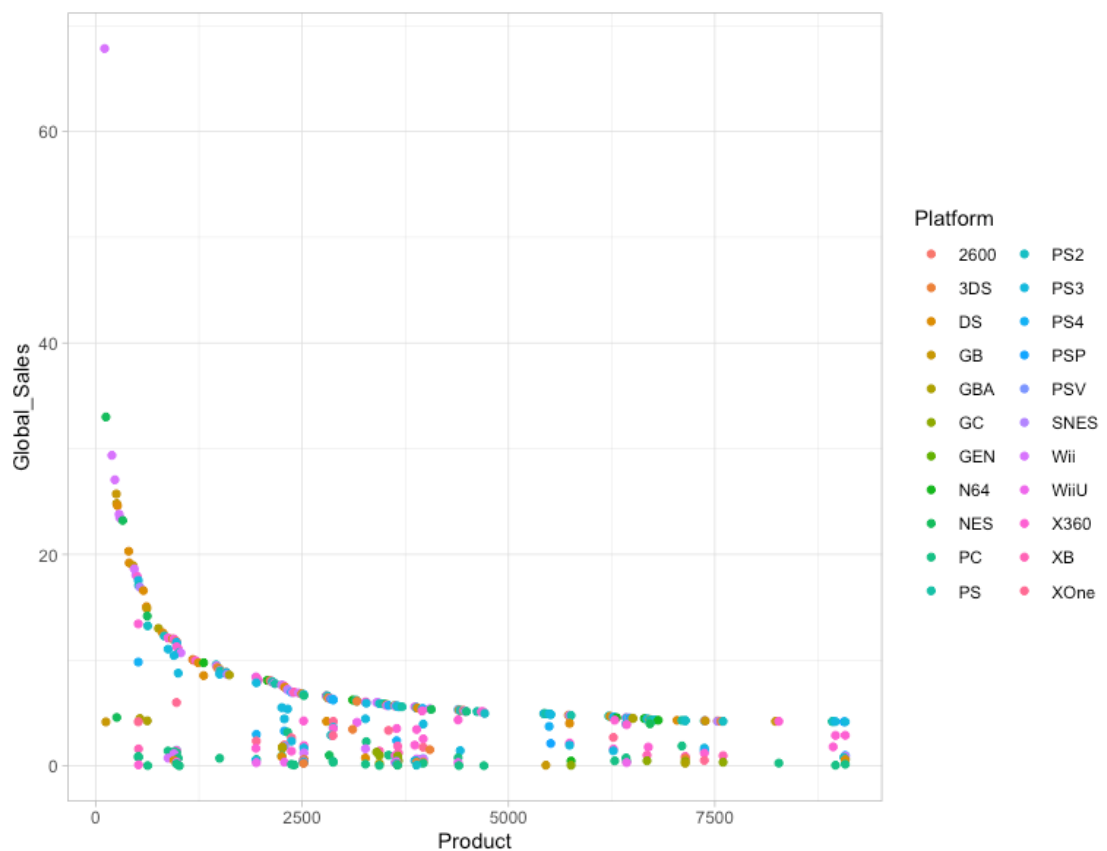 60
40
20
0
Global_Sales
0 2500 5000 7500
Product
Platform
2600 PS2
3DS PS3
DS PS4
GB PSP
GBA PSV
GC SNES
GEN Wii
N64 WiiU
NES X360
PC XB
PS XOne